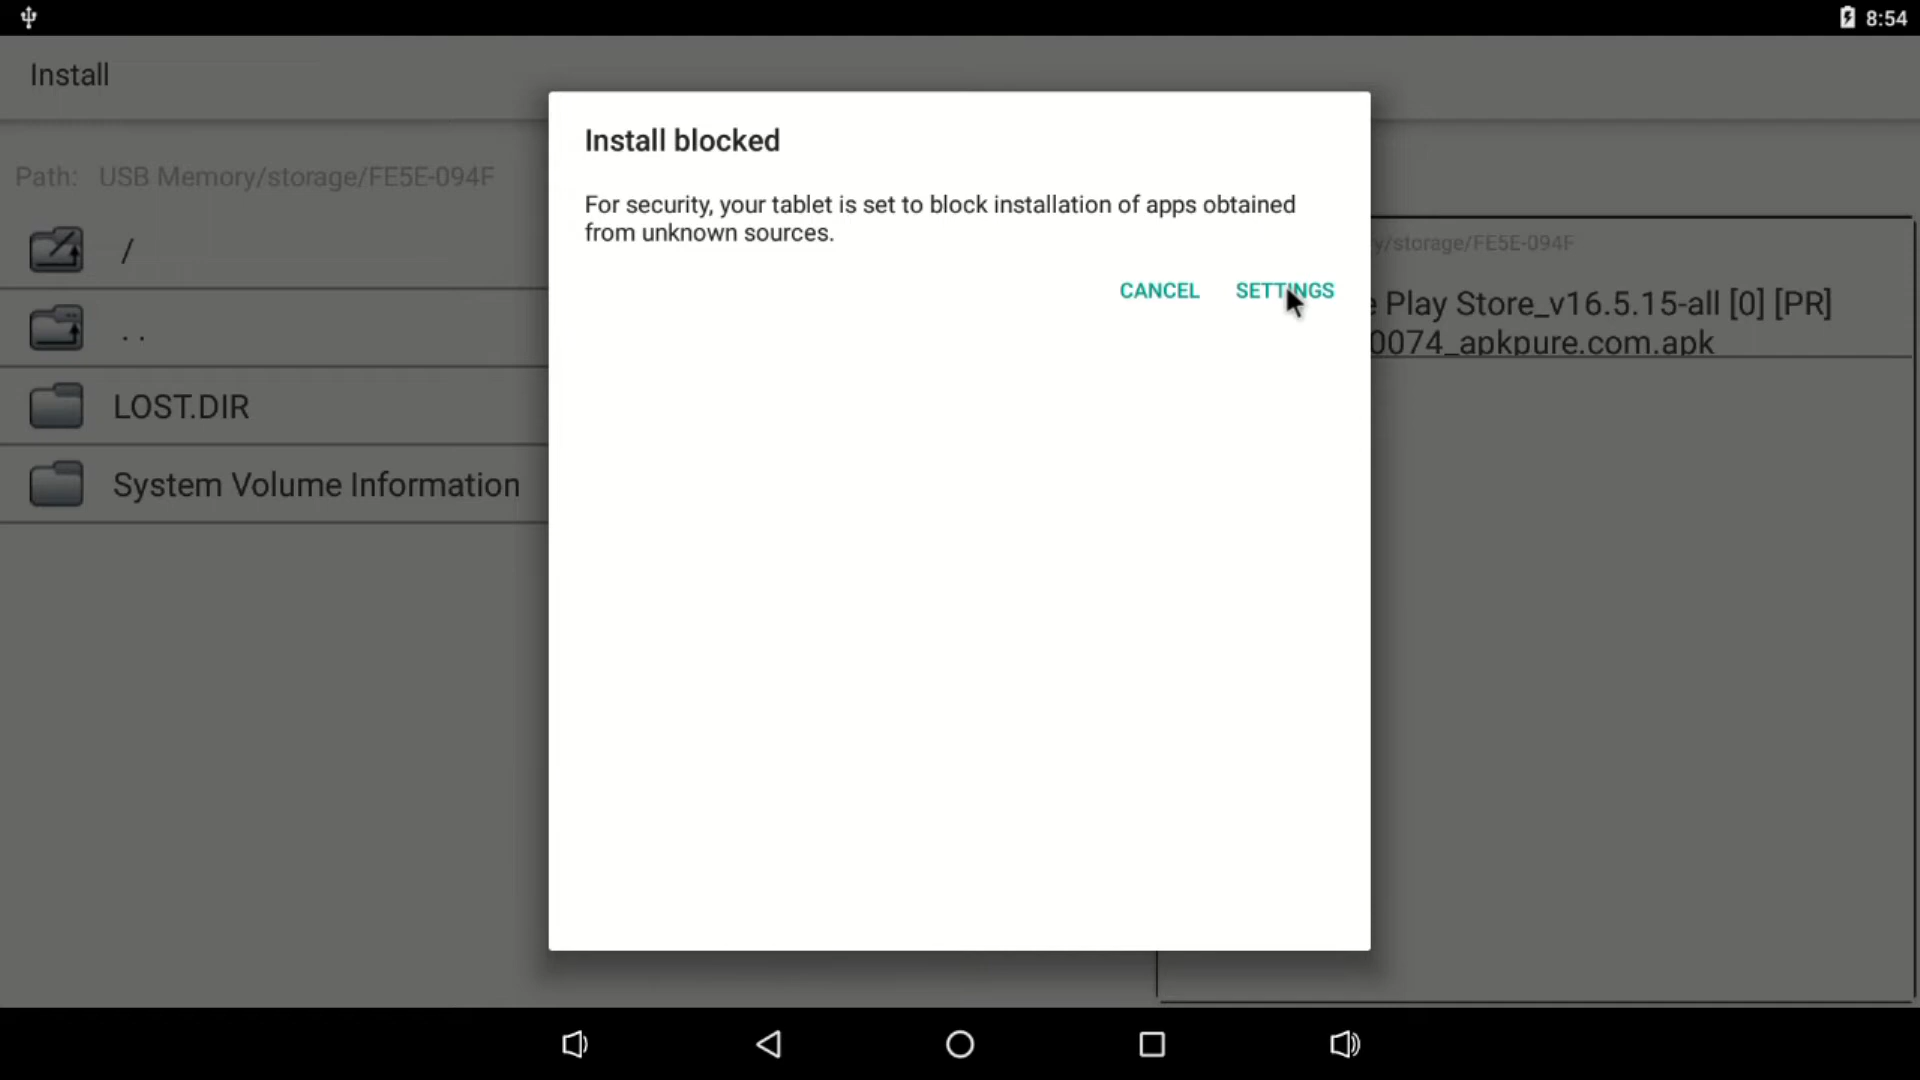 8:54
Install
Install blocked
For security, your tablet is set to block installation of apps obtained
from unknown sources.
CANCEL SETTINGS
Path: USB Memory/storage/FE5E-094F
/
. .
LOST.DIR
System Volume Information
y/storage/FE5E-094F
e Play Store_v16.5.15-all [0] [PR]
0074_apkpure.com.apk